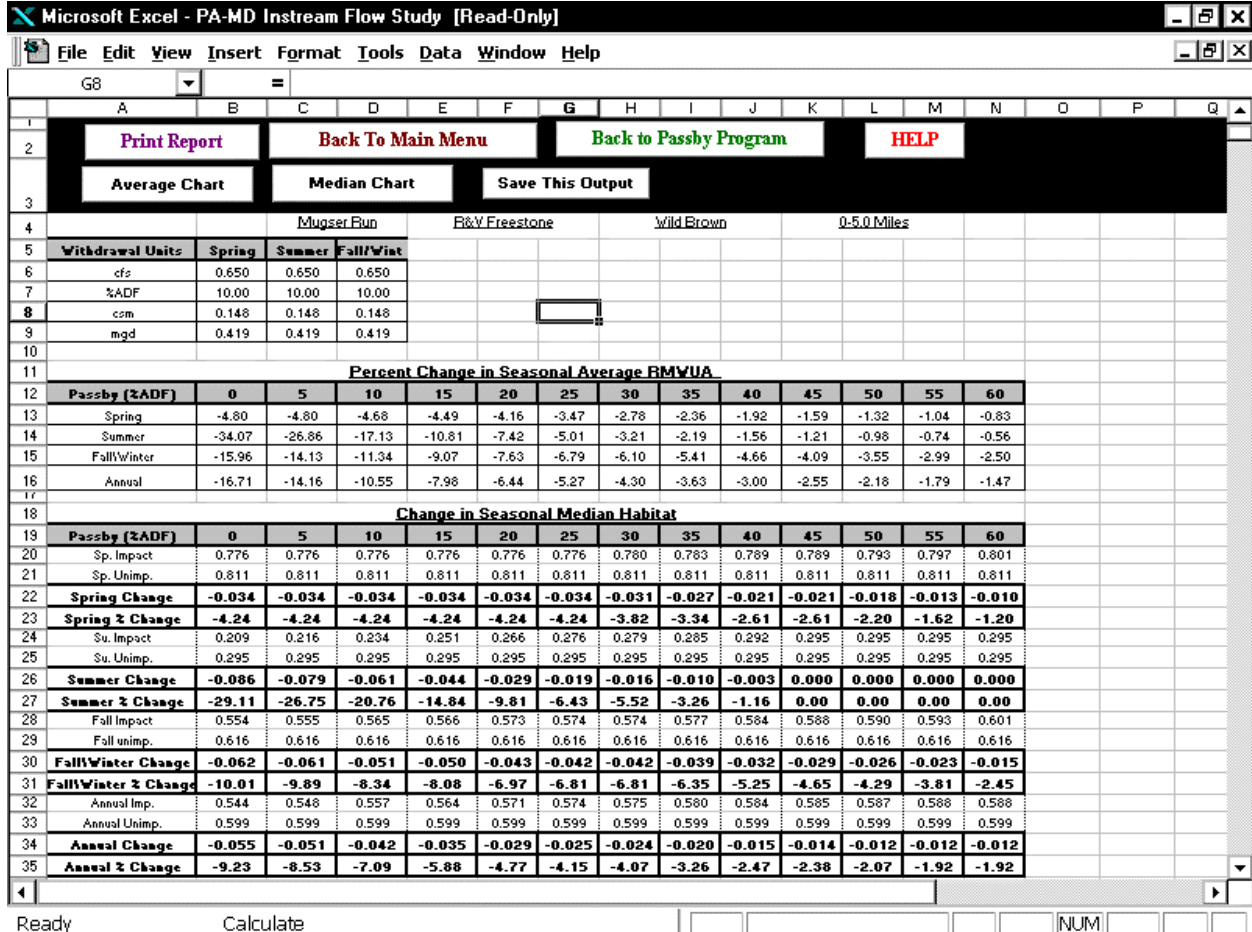 Microsoft Excel - PA-MD Instream Flow Study [Read-Only]
File Edit View Insert Format Tools Data Window Help
G8 =
A B C D E F G H I J K L M N O P Q
1
2 Print Report Back To Main Menu Back to Passby Program HELP
3 Average Chart Median Chart Save This Output
4 Mugser Run R&V Freestone Wild Brown 0-5.0 Miles
5 Withdrawal Units Spring Summer Fall/Wint
6 cfs 0.650 0.650 0.650
7 %ADF 10.00 10.00 10.00
8 csm 0.148 0.148 0.148
9 mgd 0.419 0.419 0.419
10
11 Percent Change in Seasonal Average RMWUA
12 Passby (%ADF) 0 5 10 15 20 25 30 35 40 45 50 55 60
13 Spring -4.80 -4.80 -4.68 -4.49 -4.16 -3.47 -2.78 -2.36 -1.92 -1.59 -1.32 -1.04 -0.83
14 Summer -34.07 -26.86 -17.13 -10.81 -7.42 -5.01 -3.21 -2.19 -1.56 -1.21 -0.98 -0.74 -0.56
15 Fall\Winter -15.96 -14.13 -11.34 -9.07 -7.63 -6.79 -6.10 -5.41 -4.66 -4.09 -3.55 -2.99 -2.50
16 Annual -16.71 -14.16 -10.55 -7.98 -6.44 -5.27 -4.30 -3.63 -3.00 -2.55 -2.18 -1.79 -1.47
17
18 Change in Seasonal Median Habitat
19 Passby (%ADF) 0 5 10 15 20 25 30 35 40 45 50 55 60
20 Sp. Impact 0.776 0.776 0.776 0.776 0.776 0.776 0.780 0.783 0.789 0.789 0.793 0.797 0.801
21 Sp. Unimp. 0.811 0.811 0.811 0.811 0.811 0.811 0.811 0.811 0.811 0.811 0.811 0.811 0.811
22 Spring Change -0.034 -0.034 -0.034 -0.034 -0.034 -0.034 -0.031 -0.027 -0.021 -0.021 -0.018 -0.013 -0.010
23 Spring % Change -4.24 -4.24 -4.24 -4.24 -4.24 -4.24 -3.82 -3.34 -2.61 -2.61 -2.20 -1.62 -1.20
24 Su. Impact 0.209 0.216 0.234 0.251 0.266 0.276 0.279 0.285 0.292 0.295 0.295 0.295 0.295
25 Su. Unimp. 0.295 0.295 0.295 0.295 0.295 0.295 0.295 0.295 0.295 0.295 0.295 0.295 0.295
26 Summer Change -0.086 -0.079 -0.061 -0.044 -0.029 -0.019 -0.016 -0.010 -0.003 0.000 0.000 0.000 0.000
27 Summer % Change -29.11 -26.75 -20.76 -14.84 -9.81 -6.43 -5.52 -3.26 -1.16 0.00 0.00 0.00 0.00
28 Fall Impact 0.554 0.555 0.565 0.566 0.573 0.574 0.574 0.577 0.584 0.588 0.590 0.593 0.601
29 Fall unimp. 0.616 0.616 0.616 0.616 0.616 0.616 0.616 0.616 0.616 0.616 0.616 0.616 0.616
30 Fall\Winter Change -0.062 -0.061 -0.051 -0.050 -0.043 -0.042 -0.042 -0.039 -0.032 -0.029 -0.026 -0.023 -0.015
31 Fall\Winter % Change -10.01 -9.89 -8.34 -8.08 -6.97 -6.81 -6.81 -6.35 -5.25 -4.65 -4.29 -3.81 -2.45
32 Annual Imp. 0.544 0.548 0.557 0.564 0.571 0.574 0.575 0.580 0.584 0.585 0.587 0.588 0.588
33 Annual Unimp. 0.599 0.599 0.599 0.599 0.599 0.599 0.599 0.599 0.599 0.599 0.599 0.599 0.599
34 Annual Change -0.055 -0.051 -0.042 -0.035 -0.029 -0.025 -0.024 -0.020 -0.015 -0.014 -0.012 -0.012 -0.012
35 Annual % Change -9.23 -8.53 -7.09 -5.88 -4.77 -4.15 -4.07 -3.26 -2.47 -2.38 -2.07 -1.92 -1.92
Ready Calculate NUM